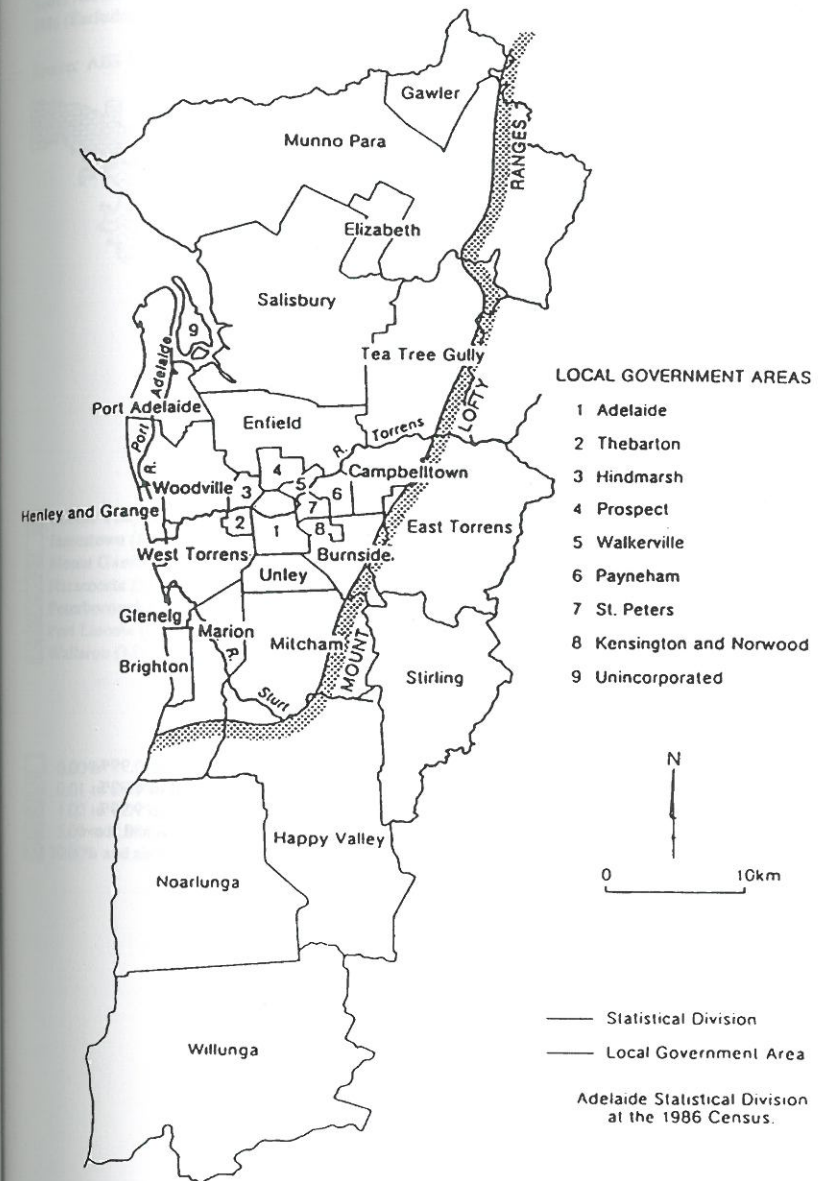 Gawler
Munno Para
RANGES
Elizabeth
Salisbury
9
Tea Tree Gully
Port Adelaide
LOFTY
Port Adelaide
R.
Enfield
R. Torrens
4
Campbelltown
Woodville
3
5
6
7
Henley and Grange
2
1
8
East Torrens
West Torrens
Burnside.
Unley
Glenelg
Marion
R.
Mitcham
MOUNT
Brighton
Sturt
Stirling
Happy Valley
Noarlunga
Willunga
LOCAL GOVERNMENT AREAS
1 Adelaide
2 Thebarton
3 Hindmarsh
4 Prospect
5 Walkerville
6 Payneham
7 St. Peters
8 Kensington and Norwood
9 Unincorporated
N
0 10km
Statistical Division
Local Government Area
Adelaide Statistical Division
at the 1986 Census.